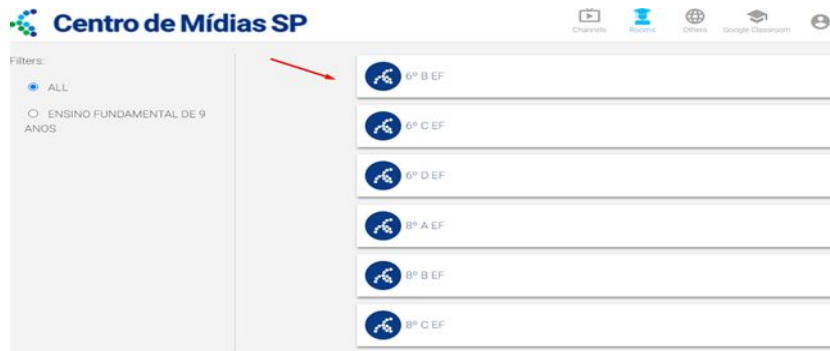 Centro de Mídias SP
Channels
Rooms
Others
Google Classroom
Filters:
ALL
ENSINO FUNDAMENTAL DE 9
ANOS
6º B EF
6º C EF
6º D EF
8º A EF
8º B EF
8º C EF